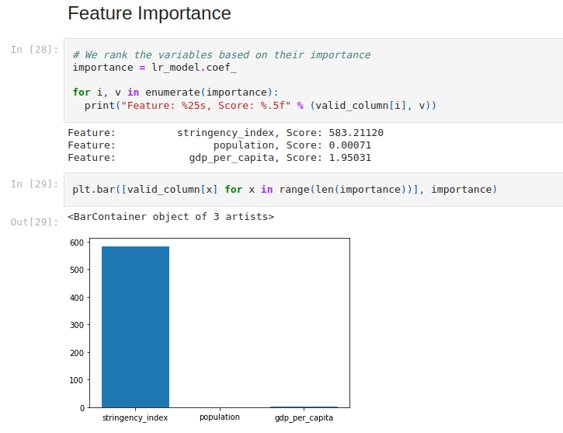 Feature Importance
In [28]:
# We rank the variables based on their importance
importance = lr_model.coef_
for i, v in enumerate(importance):
  print("Feature: %25s, Score: %.5f" % (valid_column[i], v))
Feature:          stringency_index, Score: 583.21120
Feature:                population, Score: 0.00071
Feature:            gdp_per_capita, Score: 1.95031
In [29]:
plt.bar([valid_column[x] for x in range(len(importance))], importance)
Out[29]:
<BarContainer object of 3 artists>
600
500
400
300
200
100
0
stringency_index population gdp_per_capita